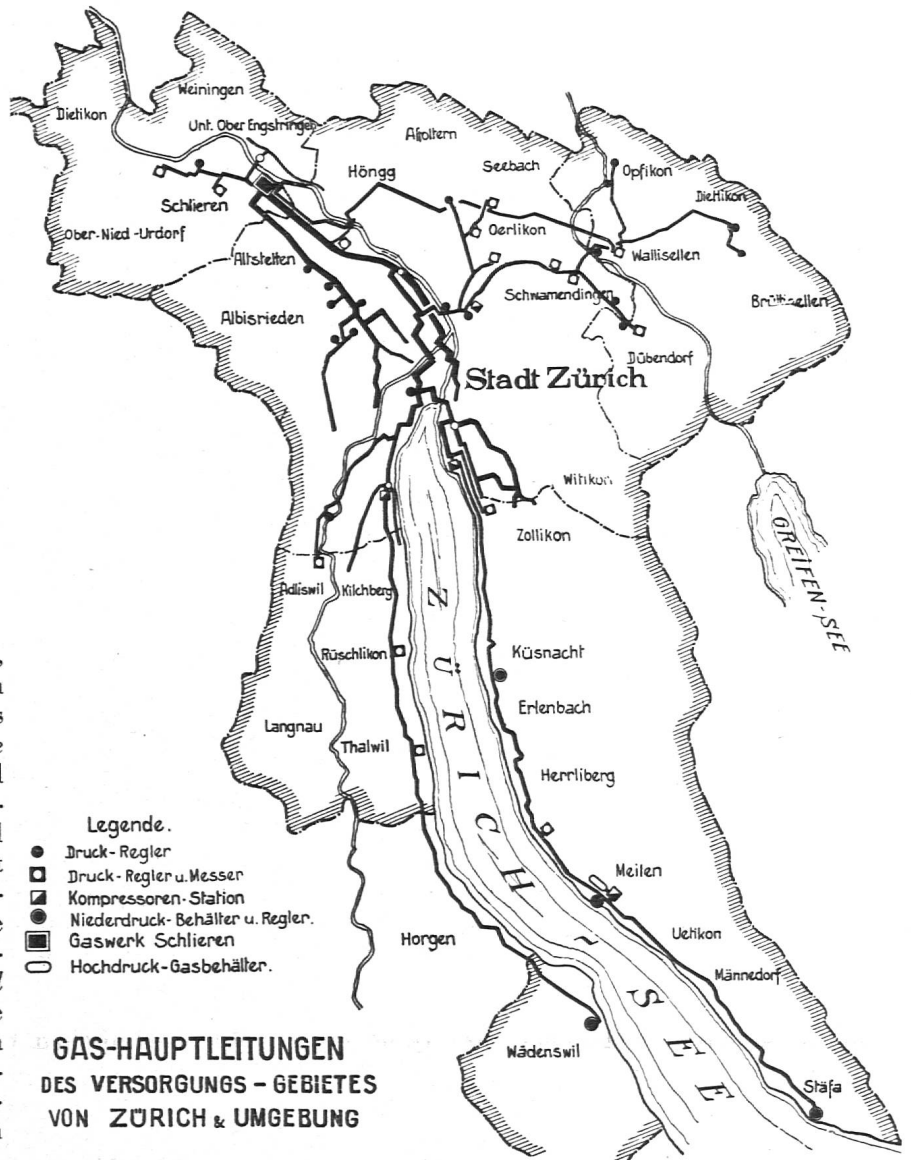 Weiningen
Dietikon
Unt. Ober Engstringen
Affoltern
Seebach
Höngg
Opfikon
Dietlikon
Schlieren
Ober-Nied-Urdorf
Oerlikon
Wallisellen
Altstetten
Schwamendingen
Brüttisellen
Albisrieden
Dübendorf
Stadt Zürich
Witikon
Zollikon
GREIFEN-SEE
Adliswil
Kilchberg
Rüschlikon
Küsnacht
Erlenbach
Langnau
Thalwil
Herrliberg
ZÜRICH-SEE
Meilen
Uetikon
Horgen
Männedorf
Wädenswil
Stäfa
Legende.
Druck-Regler
Druck-Regler u. Messer
Kompressoren-Station
Niederdruck-Behälter u. Regler.
Gaswerk Schlieren
Hochdruck-Gasbehälter.
GAS-HAUPTLEITUNGEN
DES VERSORGUNGS-GEBIETES
VON ZÜRICH & UMGEBUNG